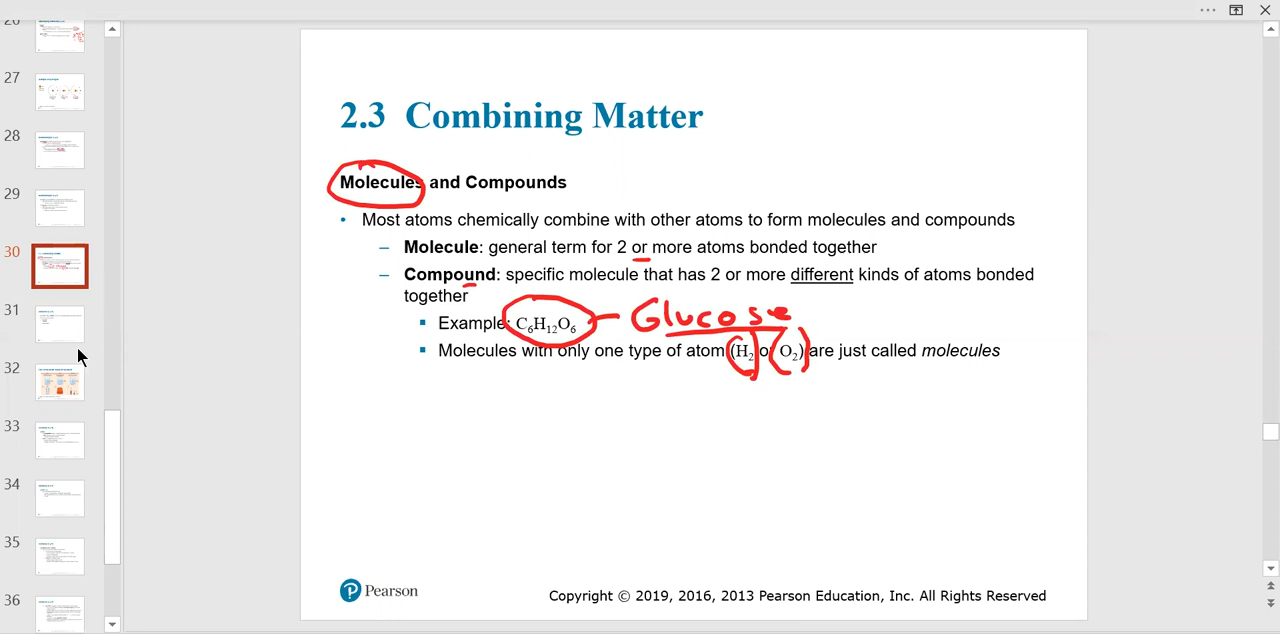 26
27
28
29
30
31
32
33
34
35
36
2.3 Combining Matter
Molecules and Compounds
• Most atoms chemically combine with other atoms to form molecules and compounds
– Molecule: general term for 2 or more atoms bonded together
– Compound: specific molecule that has 2 or more different kinds of atoms bonded
together
▪ Example: C₆H₁₂O₆ – Glucose
▪ Molecules with only one type of atom (H₂ or O₂) are just called molecules
P Pearson
Copyright © 2019, 2016, 2013 Pearson Education, Inc. All Rights Reserved